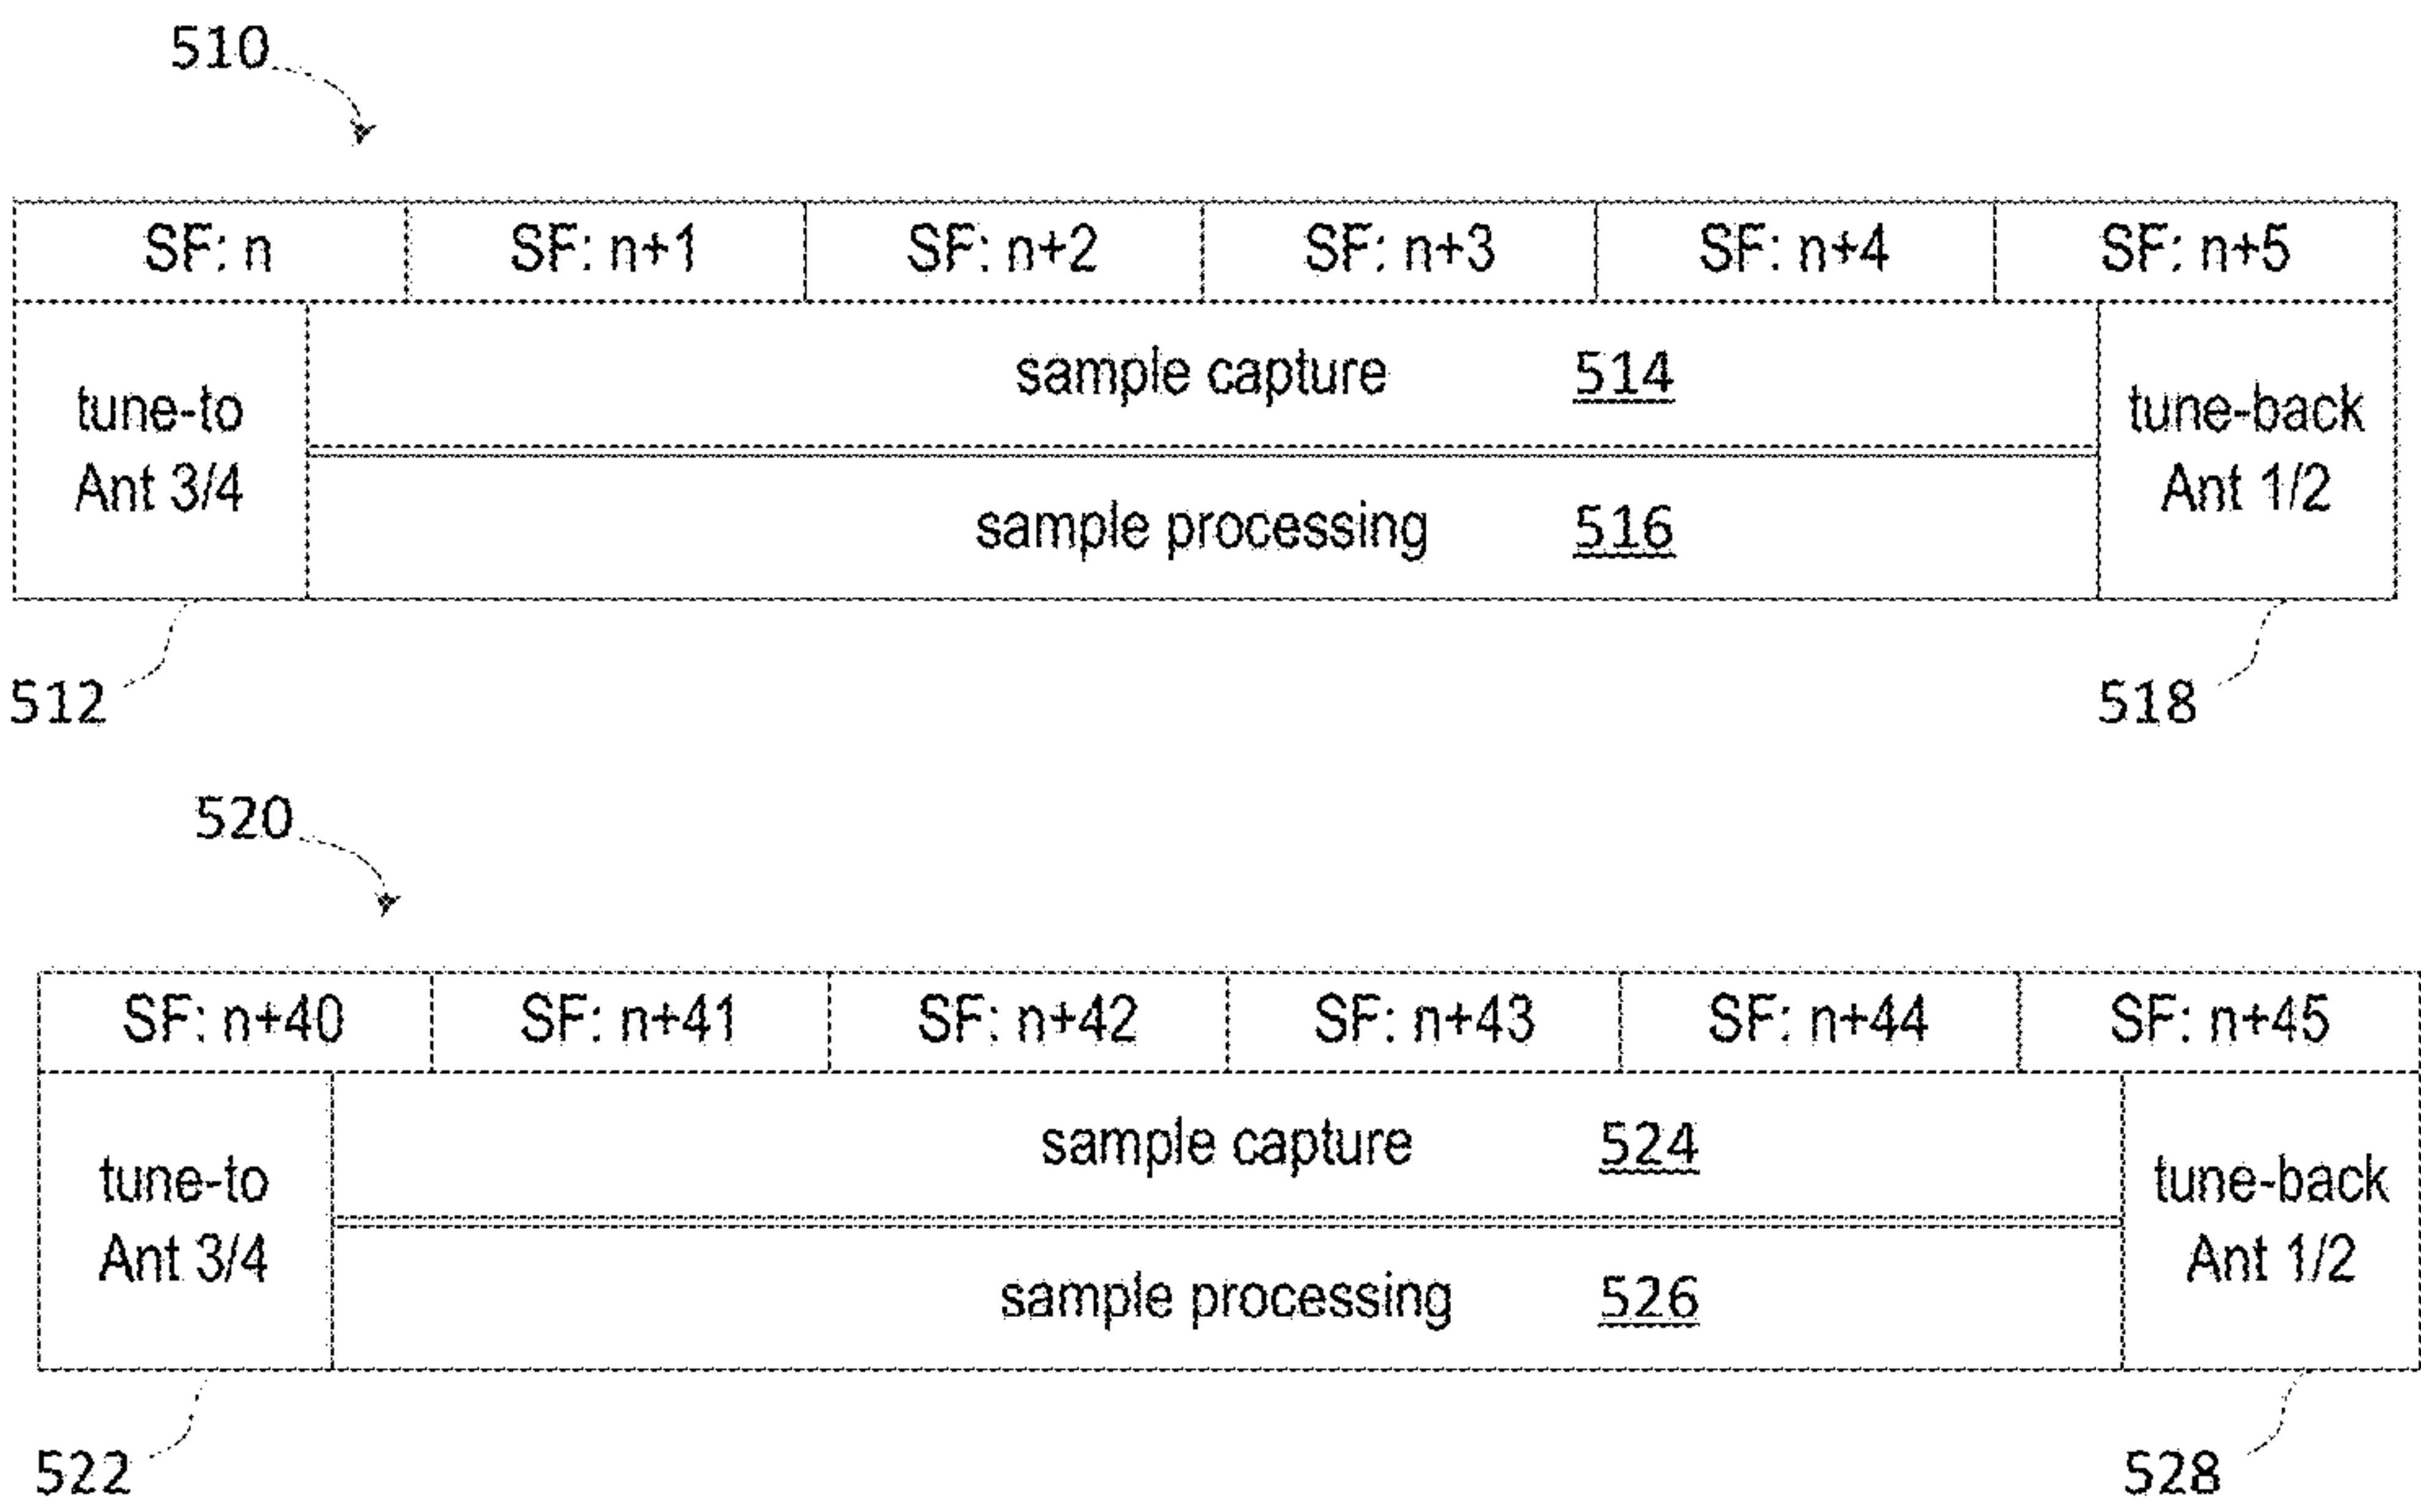 510
SF: n SF: n+1 SF: n+2 SF: n+3 SF: n+4 SF: n+5
tune-to
Ant 3/4
sample capture 514
sample processing 516
tune-back
Ant 1/2
512
518
520
SF: n+40 SF: n+41 SF: n+42 SF: n+43 SF: n+44 SF: n+45
tune-to
Ant 3/4
sample capture 524
sample processing 526
tune-back
Ant 1/2
522
528